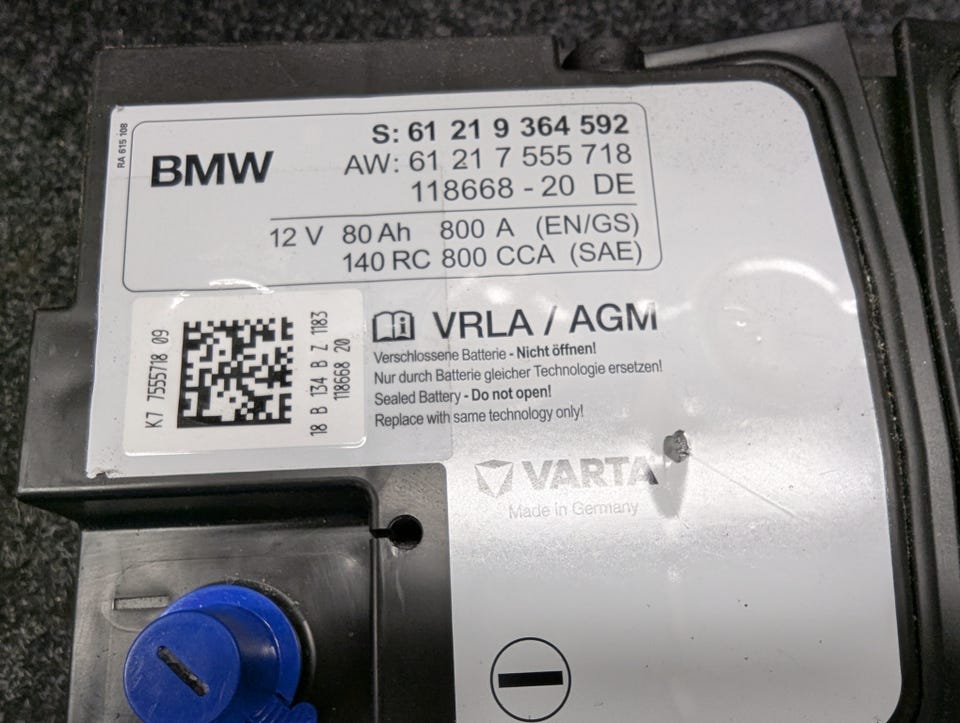 RA 615 108
BMW
S: 61 21 9 364 592
AW: 61 21 7 555 718
118668 - 20 DE
12 V 80 Ah 800 A (EN/GS)
140 RC 800 CCA (SAE)
K7 7555718 09
18 B 134 B Z 1183
118668 20
VRLA / AGM
Verschlossene Batterie - Nicht öffnen!
Nur durch Batterie gleicher Technologie ersetzen!
Sealed Battery - Do not open!
Replace with same technology only!
VARTA
Made in Germany